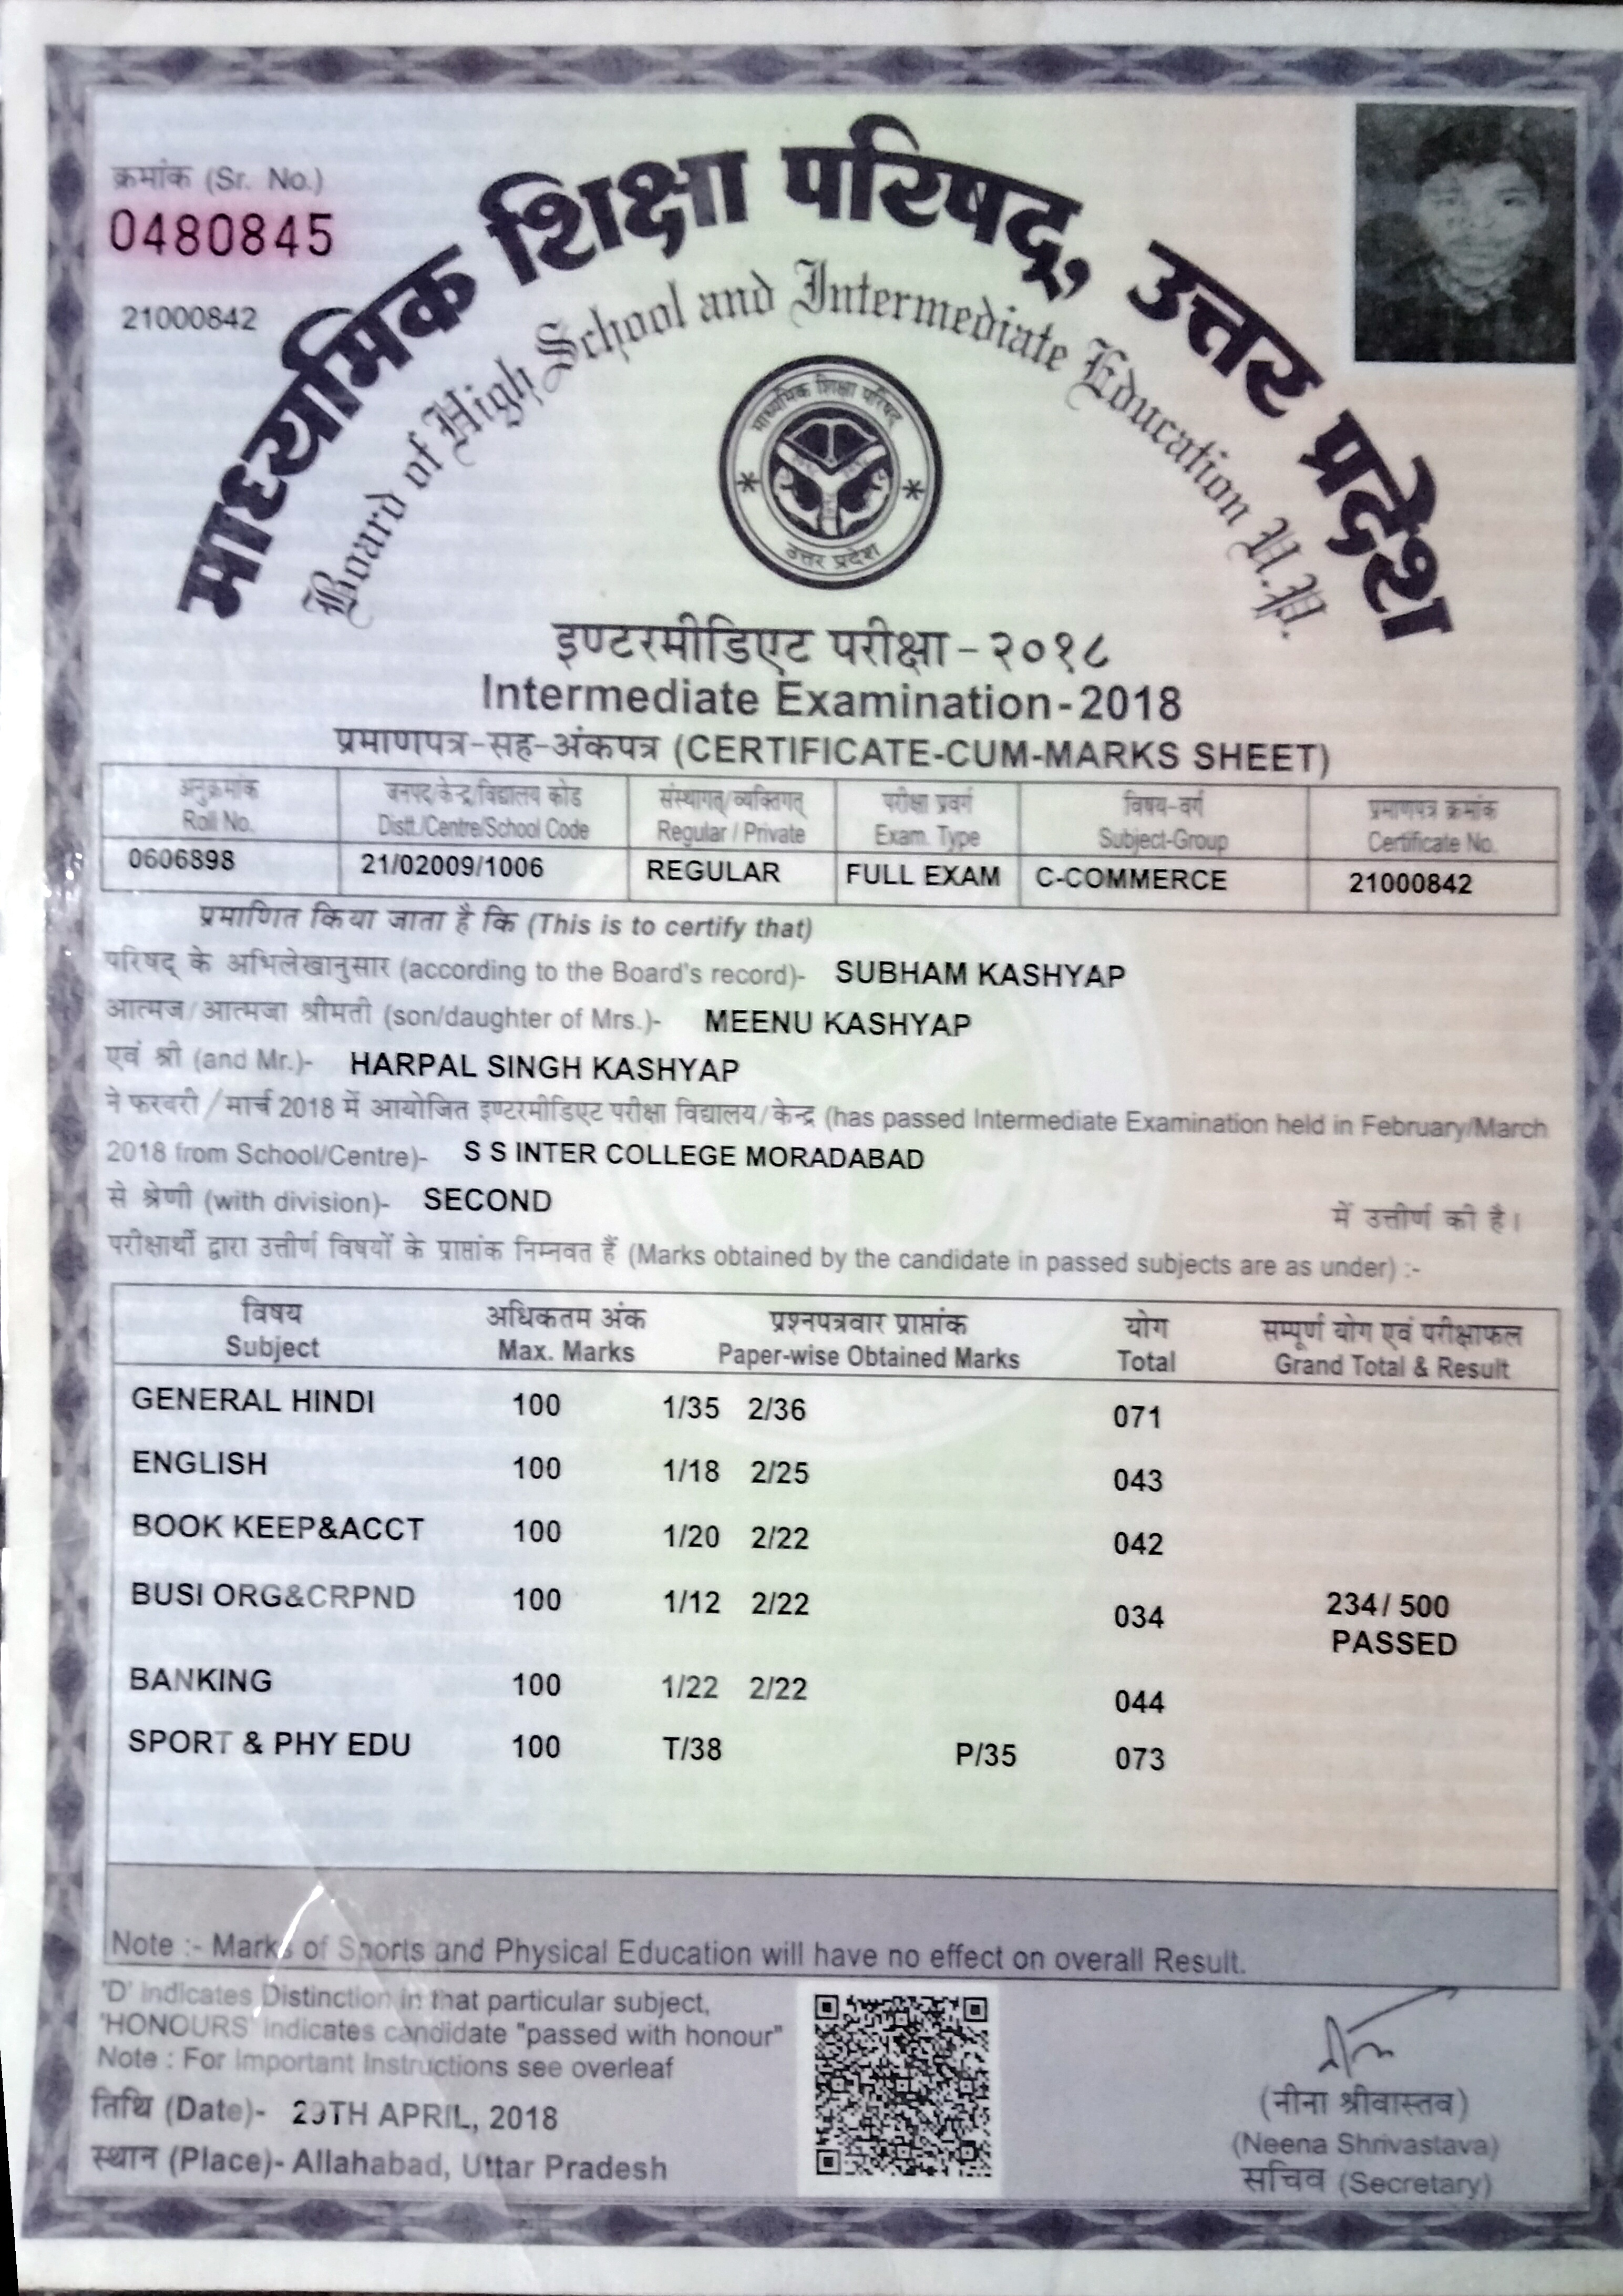 क्रमांक (Sr. No.)
0480845
21000842
माध्यमिक शिक्षा परिषद्, उत्तर प्रदेश
Board of High School and Intermediate Education U.P.
माध्यमिक शिक्षा परिषद्
उत्तर प्रदेश
इण्टरमीडिएट परीक्षा - २०१८
Intermediate Examination - 2018
प्रमाणपत्र-सह-अंकपत्र (CERTIFICATE-CUM-MARKS SHEET)
अनुक्रमांक जनपद/केन्द्र/विद्यालय कोड संस्थागत्/व्यक्तिगत् परीक्षा प्रवर्ग विषय-वर्ग प्रमाणपत्र क्रमांक
Roll No. Distt./Centre/School Code Regular / Private Exam. Type Subject-Group Certificate No.
0606898 21/02009/1006 REGULAR FULL EXAM C-COMMERCE 21000842
प्रमाणित किया जाता है कि (This is to certify that)
परिषद् के अभिलेखानुसार (according to the Board's record)- SUBHAM KASHYAP
आत्मज/आत्मजा श्रीमती (son/daughter of Mrs.)- MEENU KASHYAP
एवं श्री (and Mr.)- HARPAL SINGH KASHYAP
ने फरवरी/मार्च 2018 में आयोजित इण्टरमीडिएट परीक्षा विद्यालय/केन्द्र (has passed Intermediate Examination held in February/March
2018 from School/Centre)- S S INTER COLLEGE MORADABAD
से श्रेणी (with division)- SECOND में उत्तीर्ण की है।
परीक्षार्थी द्वारा उत्तीर्ण विषयों के प्राप्तांक निम्नवत हैं (Marks obtained by the candidate in passed subjects are as under) :-
विषय अधिकतम अंक प्रश्नपत्रवार प्राप्तांक योग सम्पूर्ण योग एवं परीक्षाफल
Subject Max. Marks Paper-wise Obtained Marks Total Grand Total & Result
GENERAL HINDI 100 1/35 2/36 071
ENGLISH 100 1/18 2/25 043
BOOK KEEP&ACCT 100 1/20 2/22 042
BUSI ORG&CRPND 100 1/12 2/22 034 234/ 500
PASSED
BANKING 100 1/22 2/22 044
SPORT & PHY EDU 100 T/38 P/35 073
Note :- Marks of Sports and Physical Education will have no effect on overall Result.
'D' indicates Distinction in that particular subject,
'HONOURS' indicates candidate "passed with honour"
Note : For Important Instructions see overleaf
तिथि (Date)- 29TH APRIL, 2018
स्थान (Place)- Allahabad, Uttar Pradesh
(नीना श्रीवास्तव)
(Neena Shrivastava)
सचिव (Secretary)